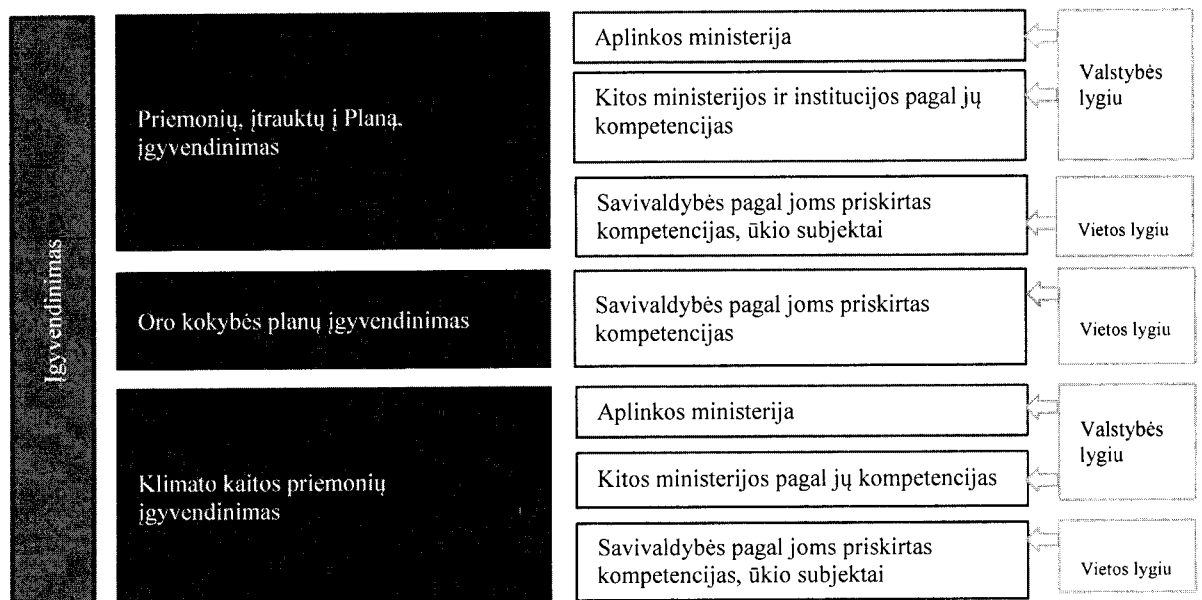 Įgyvendinimas
Priemonių, įtrauktų į Planą,
įgyvendinimas
Aplinkos ministerija
Kitos ministerijos ir institucijos pagal jų
kompetencijas
Valstybės
lygiu
Savivaldybės pagal joms priskirtas
kompetencijas, ūkio subjektai
Vietos lygiu
Oro kokybės planų įgyvendinimas
Savivaldybės pagal joms priskirtas
kompetencijas
Vietos lygiu
Klimato kaitos priemonių
įgyvendinimas
Aplinkos ministerija
Kitos ministerijos pagal jų kompetencijas
Valstybės
lygiu
Savivaldybės pagal joms priskirtas
kompetencijas, ūkio subjektai
Vietos lygiu